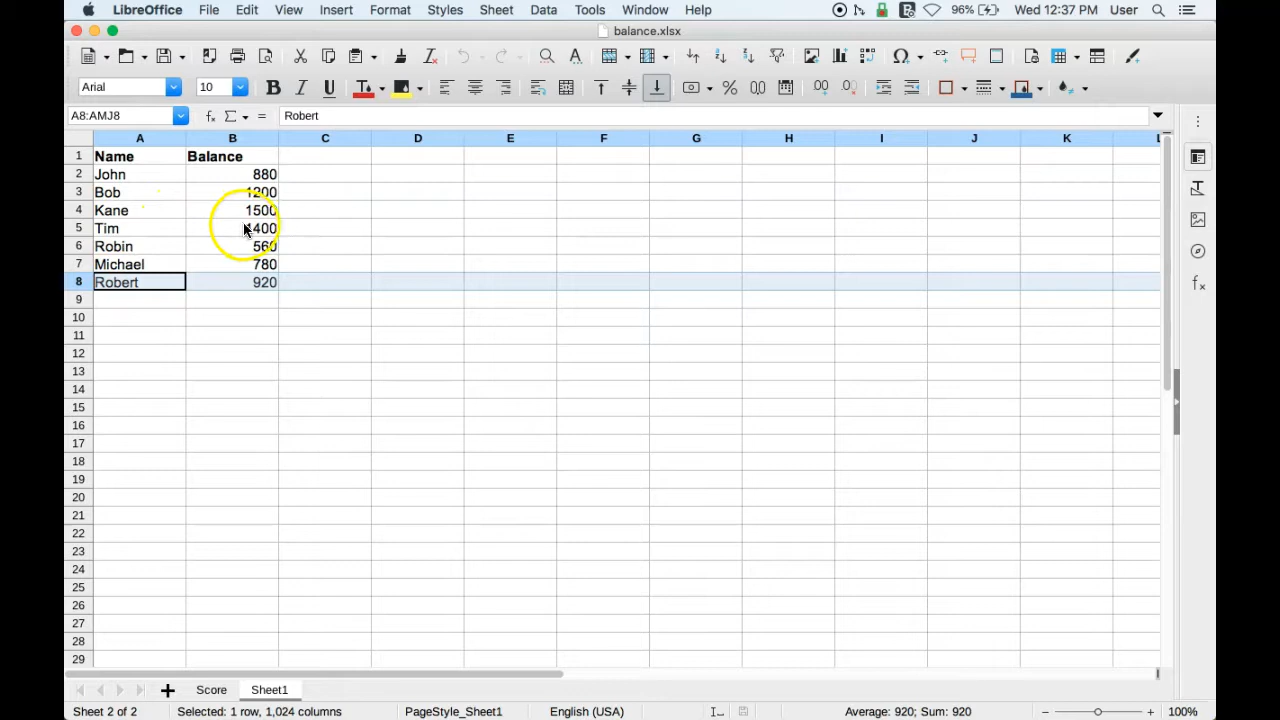 LibreOffice File Edit View Insert Format Styles Sheet Data Tools Window Help 96% Wed 12:37 PM User
balance.xlsx
Arial 10
A8:AMJ8 Robert
A B C D E F G H I J K L
1 Name Balance
2 John 880
3 Bob 1200
4 Kane 1500
5 Tim 1400
6 Robin 560
7 Michael 780
8 Robert 920
9
10
11
12
13
14
15
16
17
18
19
20
21
22
23
24
25
26
27
28
29
Score Sheet1
Sheet 2 of 2 Selected: 1 row, 1,024 columns PageStyle_Sheet1 English (USA) Average: 920; Sum: 920 100%